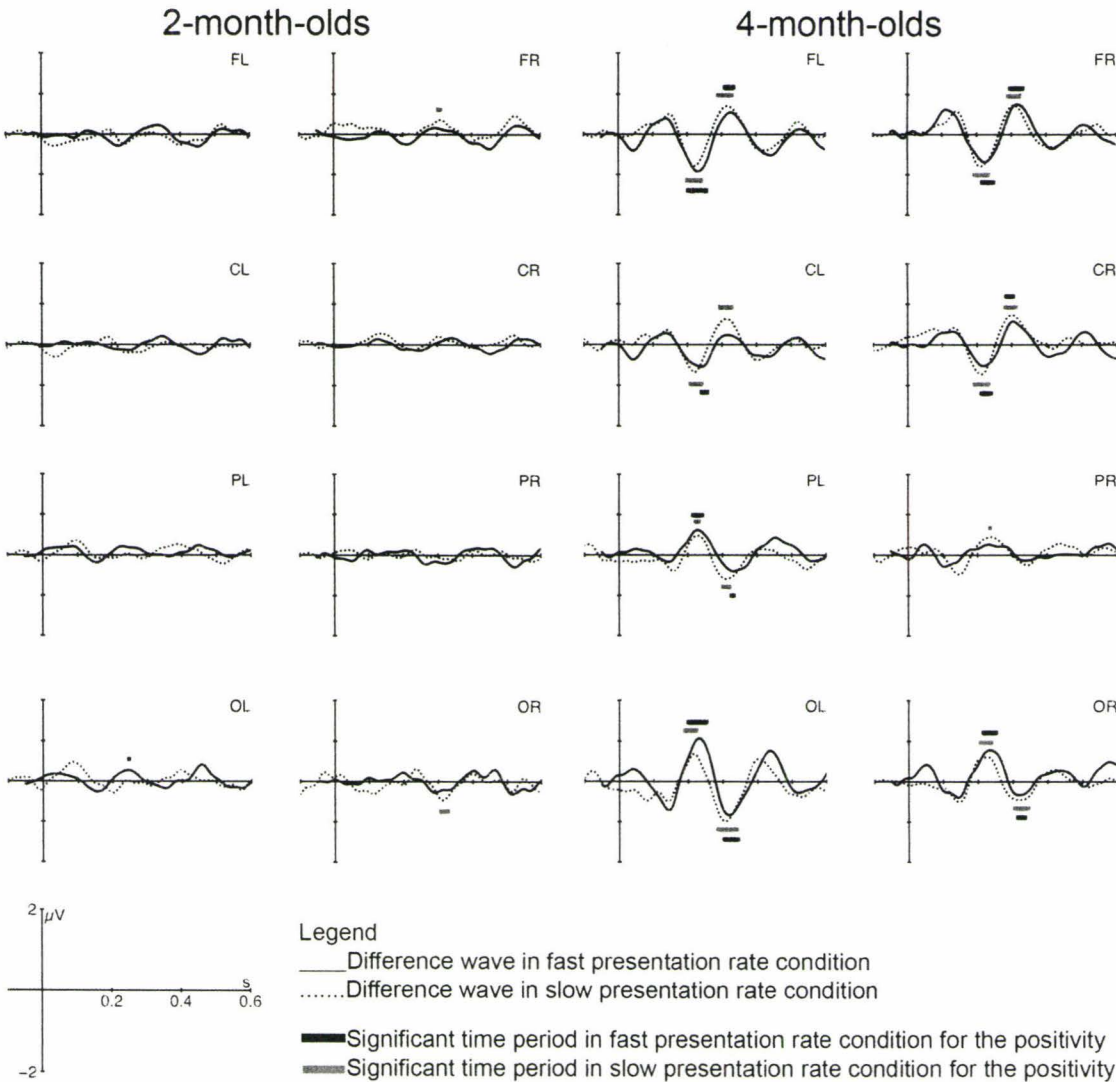 2-month-olds
4-month-olds
FL
FR
FL
FR
CL
CR
CL
CR
PL
PR
PL
PR
OL
OR
OL
OR
2
µV
s
0.2
0.4
0.6
-2
Legend
Difference wave in fast presentation rate condition
Difference wave in slow presentation rate condition
Significant time period in fast presentation rate condition for the positivity
Significant time period in slow presentation rate condition for the positivity